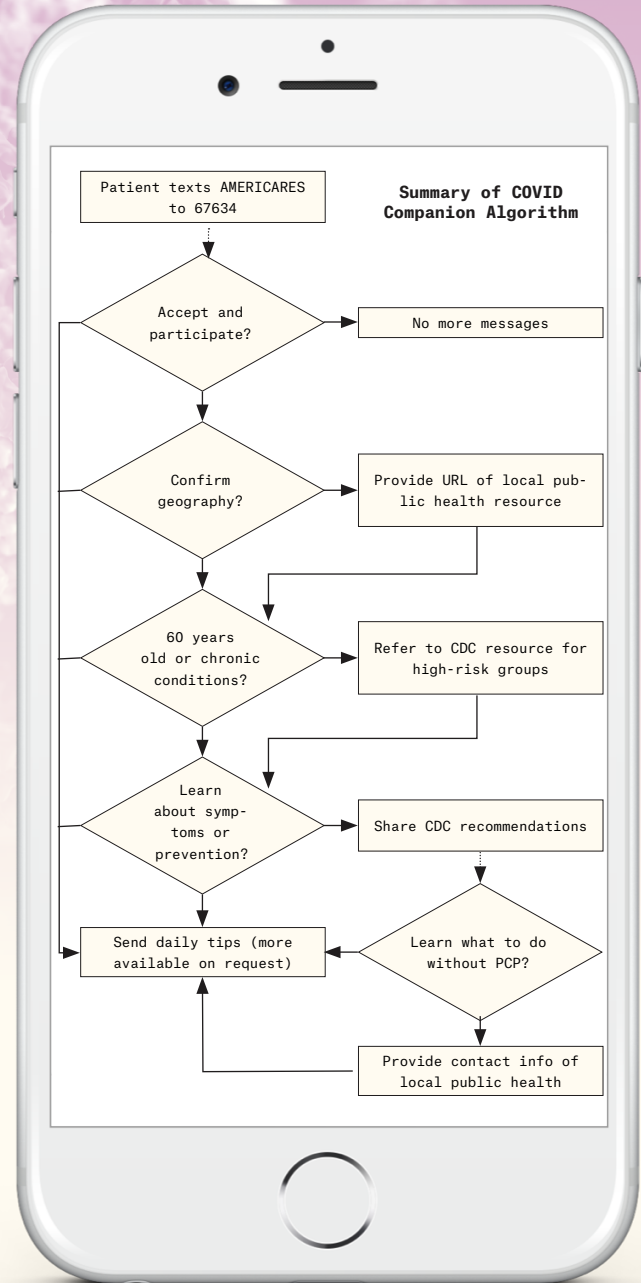 Patient texts AMERICARES
to 67634
Summary of COVID
Companion Algorithm
Accept and
participate?
No more messages
Confirm
geography?
Provide URL of local pub-
lic health resource
60 years
old or chronic
conditions?
Refer to CDC resource for
high-risk groups
Learn
about symp-
toms or
prevention?
Share CDC recommendations
Send daily tips (more
available on request)
Learn what to do
without PCP?
Provide contact info of
local public health